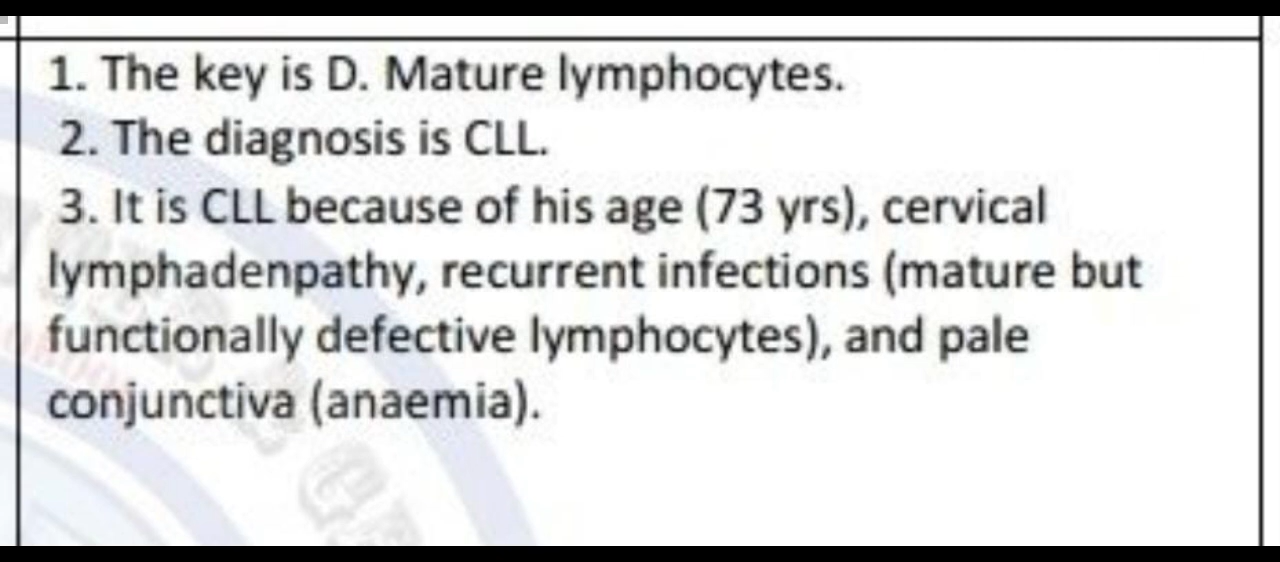 1. The key is D. Mature lymphocytes.
2. The diagnosis is CLL.
3. It is CLL because of his age (73 yrs), cervical
lymphadenpathy, recurrent infections (mature but
functionally defective lymphocytes), and pale
conjunctiva (anaemia).